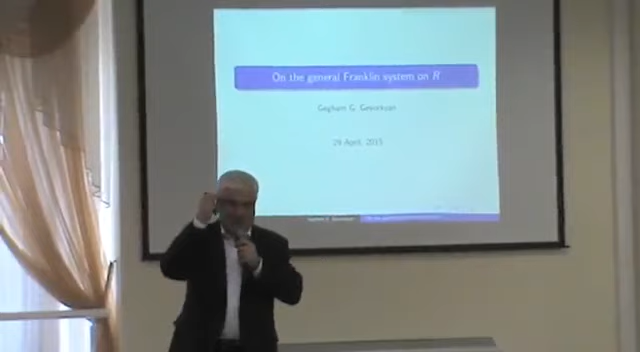 On the general Franklin system on R
Gegham G. Gevorkyan
29 April, 2015